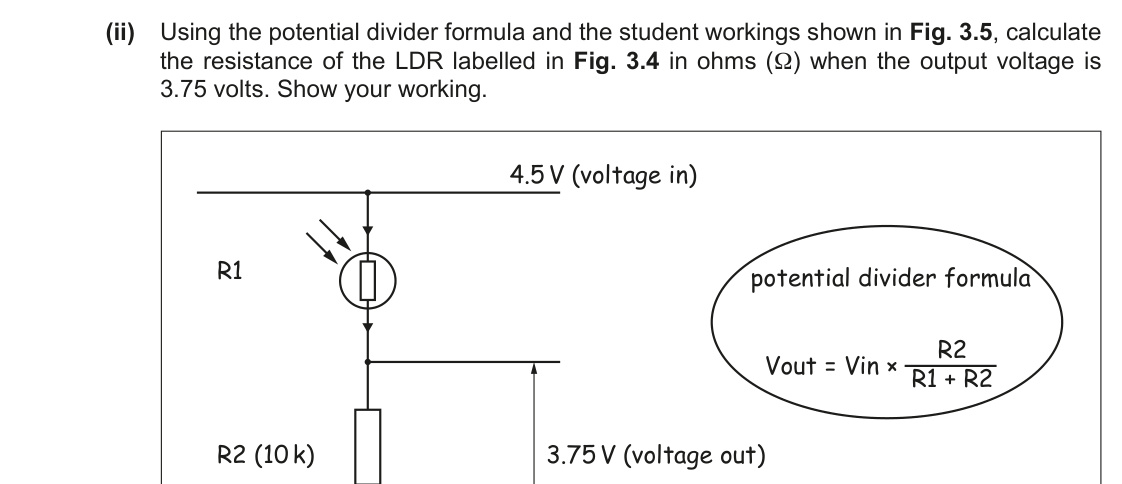 (ii) Using the potential divider formula and the student workings shown in Fig. 3.5, calculate
the resistance of the LDR labelled in Fig. 3.4 in ohms (Ω) when the output voltage is
3.75 volts. Show your working.
4.5 V (voltage in)
R1
potential divider formula
Vout = Vin × R2
R1 + R2
R2 (10 k)
3.75 V (voltage out)